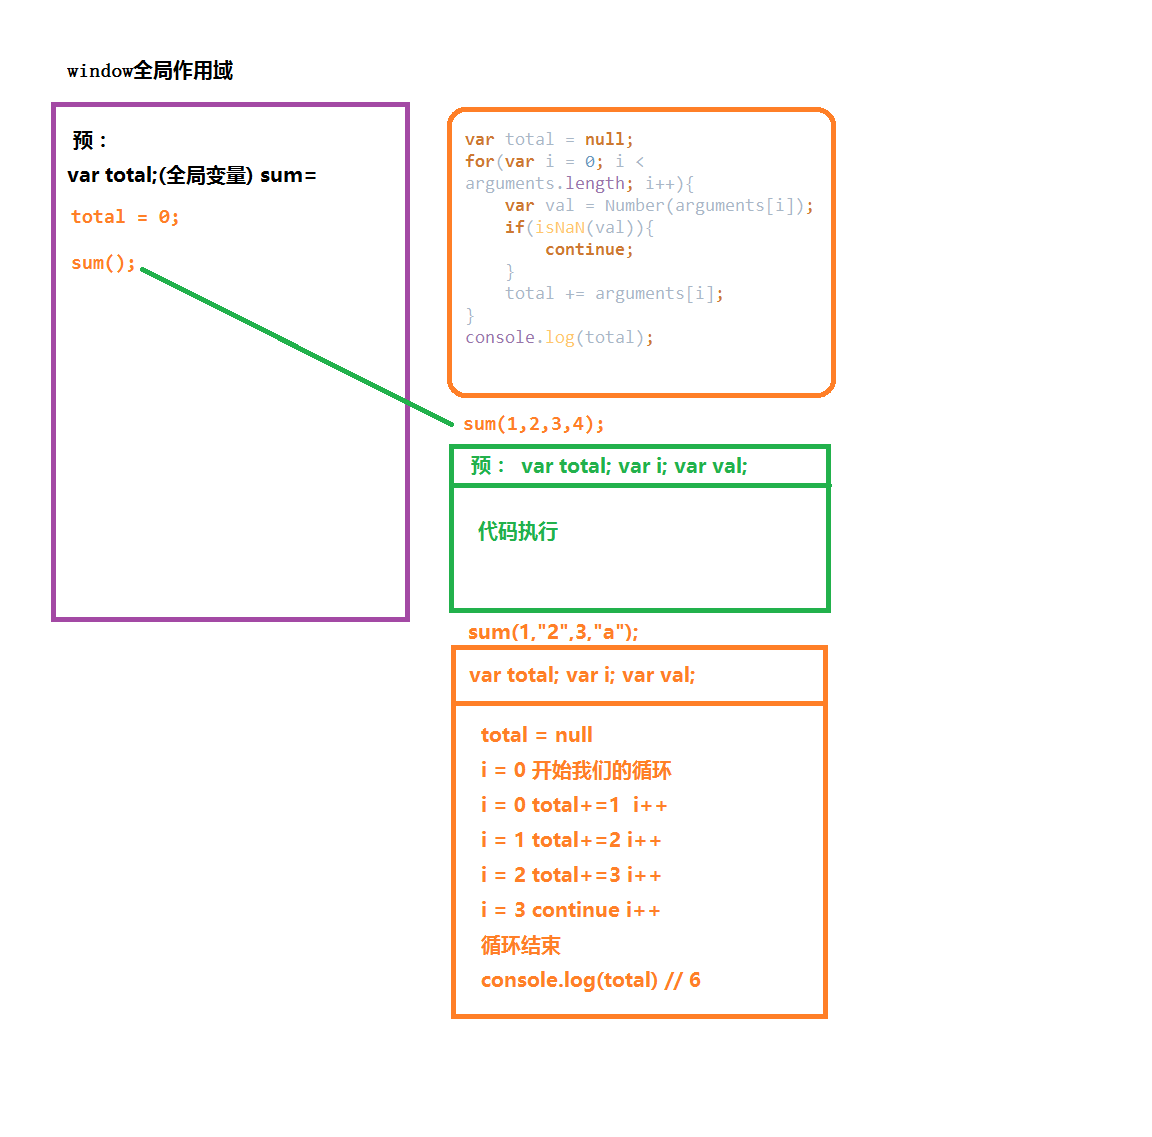 window全局作用域
预：
var total;(全局变量) sum=
total = 0;
sum();
var total = null;
for(var i = 0; i <
arguments.length; i++){
    var val = Number(arguments[i]);
    if(isNaN(val)){
        continue;
    }
    total += arguments[i];
}
console.log(total);
sum(1,2,3,4);
预： var total; var i; var val;
代码执行
sum(1,"2",3,"a");
var total; var i; var val;
total = null
i = 0 开始我们的循环
i = 0 total+=1  i++
i = 1 total+=2 i++
i = 2 total+=3 i++
i = 3 continue i++
循环结束
console.log(total) // 6